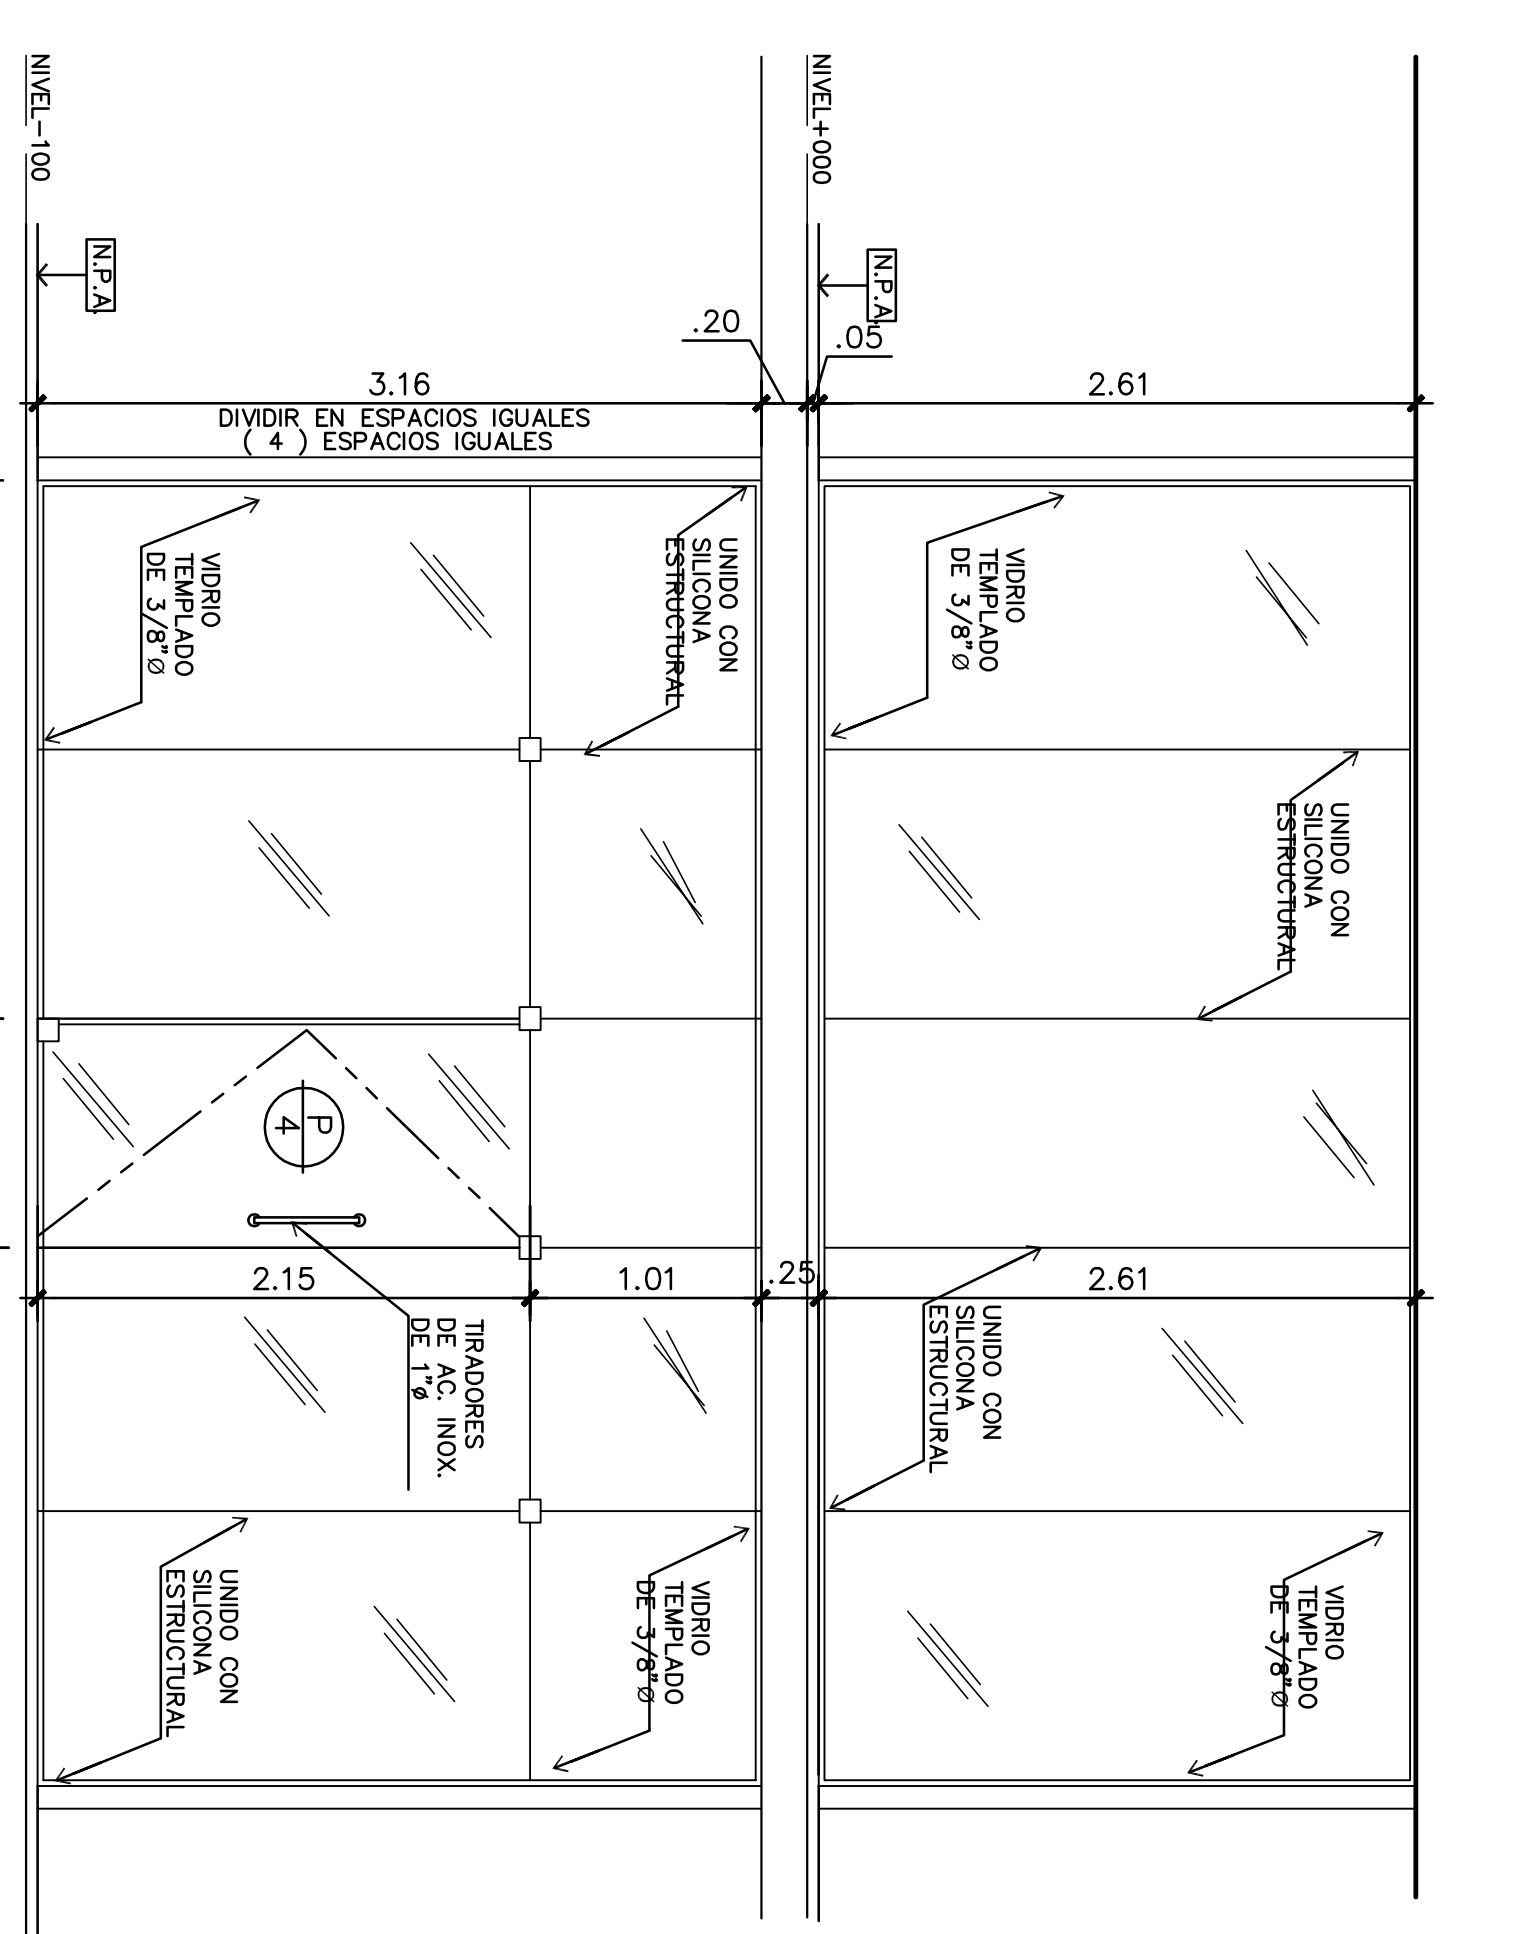 NIVEL-100
NIVEL+000
N.P.A.
N.P.A.
.20
.05
3.16
DIVIDIR EN ESPACIOS IGUALES
( 4 ) ESPACIOS IGUALES
2.61
VIDRIO
TEMPLADO
DE 3/8"Ø
UNIDO CON
SILICONA
ESTRUCTURAL
VIDRIO
TEMPLADO
DE 3/8"Ø
UNIDO CON
SILICONA
ESTRUCTURAL
P
4
2.15
1.01
.25
2.61
TIRADORES
DE AC. INOX.
DE 1"ø
UNIDO CON
SILICONA
ESTRUCTURAL
UNIDO CON
SILICONA
ESTRUCTURAL
VIDRIO
TEMPLADO
DE 3/8"Ø
VIDRIO
TEMPLADO
DE 3/8"Ø